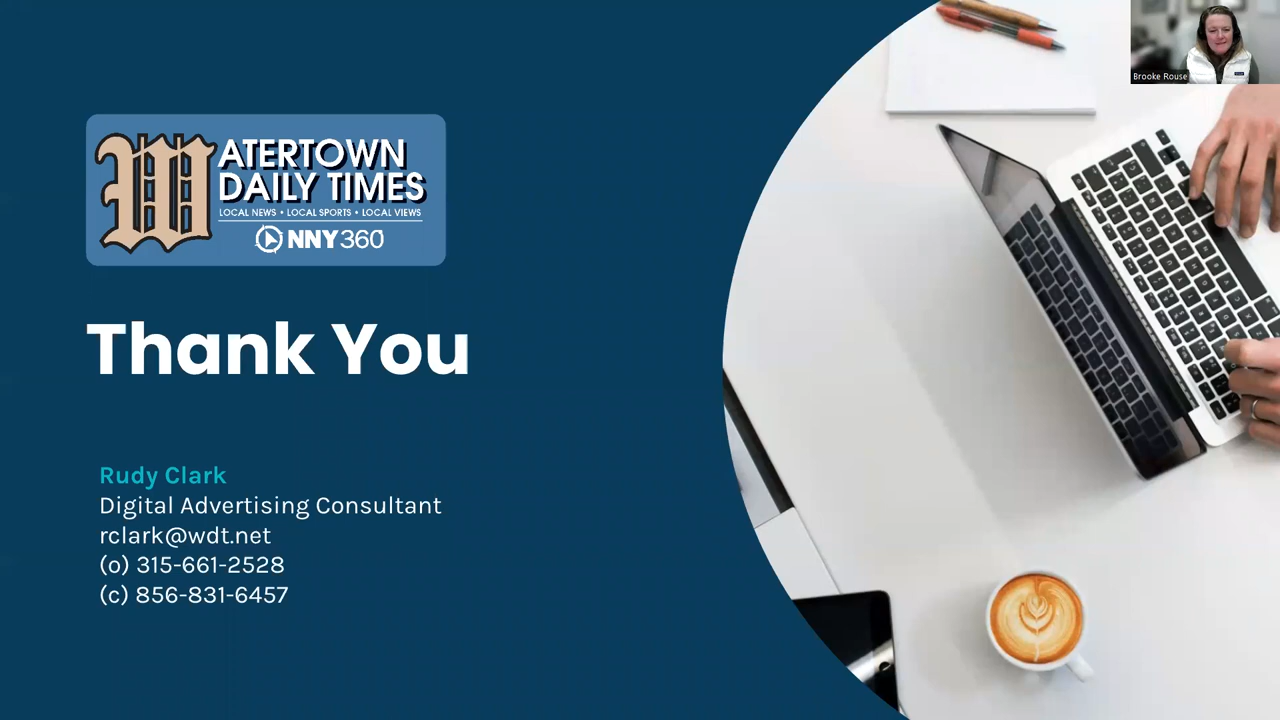 WATERTOWN
DAILY TIMES
LOCAL NEWS • LOCAL SPORTS • LOCAL VIEWS
NNY360
Thank You
Rudy Clark
Digital Advertising Consultant
rclark@wdt.net
(o) 315-661-2528
(c) 856-831-6457
Brooke Rouse